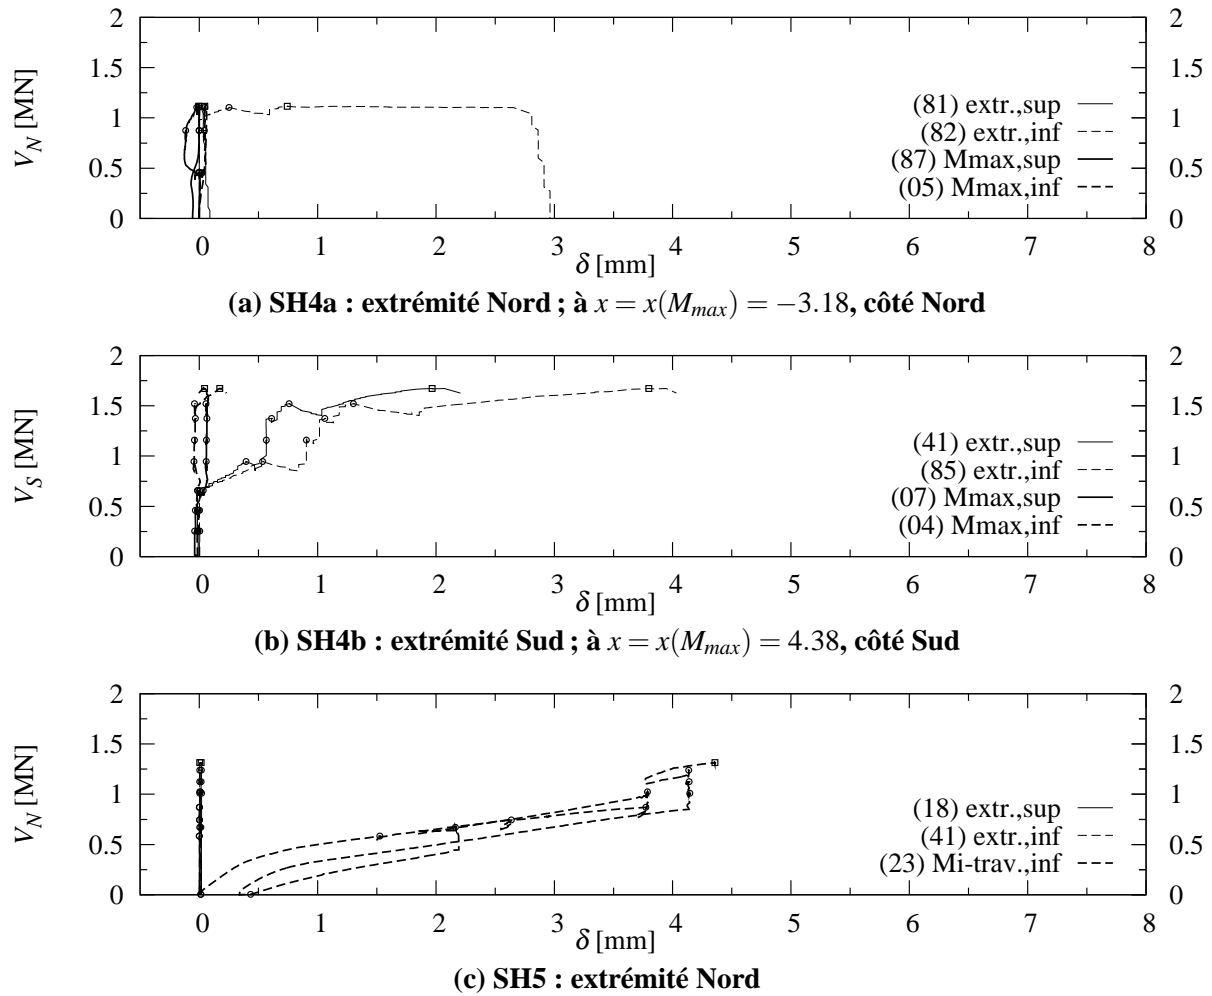 2 2
1.5 1.5
1 1
0.5 0.5
0 0
V_N [MN]
(81) extr.,sup
(82) extr.,inf
(87) Mmax,sup
(05) Mmax,inf
0 1 2 3 4 5 6 7 8
δ [mm]
(a) SH4a : extrémité Nord ; à x = x(M_max) = −3.18, côté Nord
2 2
1.5 1.5
1 1
0.5 0.5
0 0
V_S [MN]
(41) extr.,sup
(85) extr.,inf
(07) Mmax,sup
(04) Mmax,inf
0 1 2 3 4 5 6 7 8
δ [mm]
(b) SH4b : extrémité Sud ; à x = x(M_max) = 4.38, côté Sud
2 2
1.5 1.5
1 1
0.5 0.5
0 0
V_N [MN]
(18) extr.,sup
(41) extr.,inf
(23) Mi-trav.,inf
0 1 2 3 4 5 6 7 8
δ [mm]
(c) SH5 : extrémité Nord